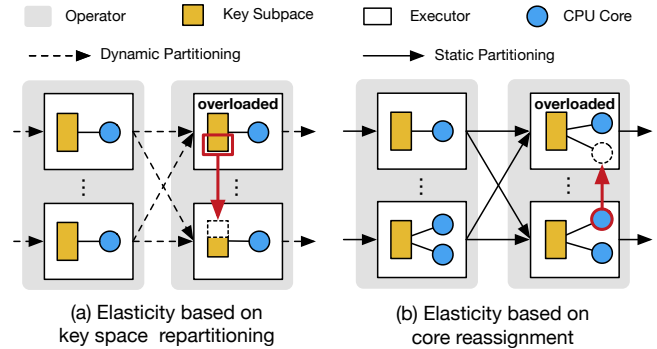 Operator Key Subspace Executor CPU Core
Dynamic Partitioning Static Partitioning
overloaded overloaded
... ... ... ...
(a) Elasticity based on
key space repartitioning
(b) Elasticity based on
core reassignment